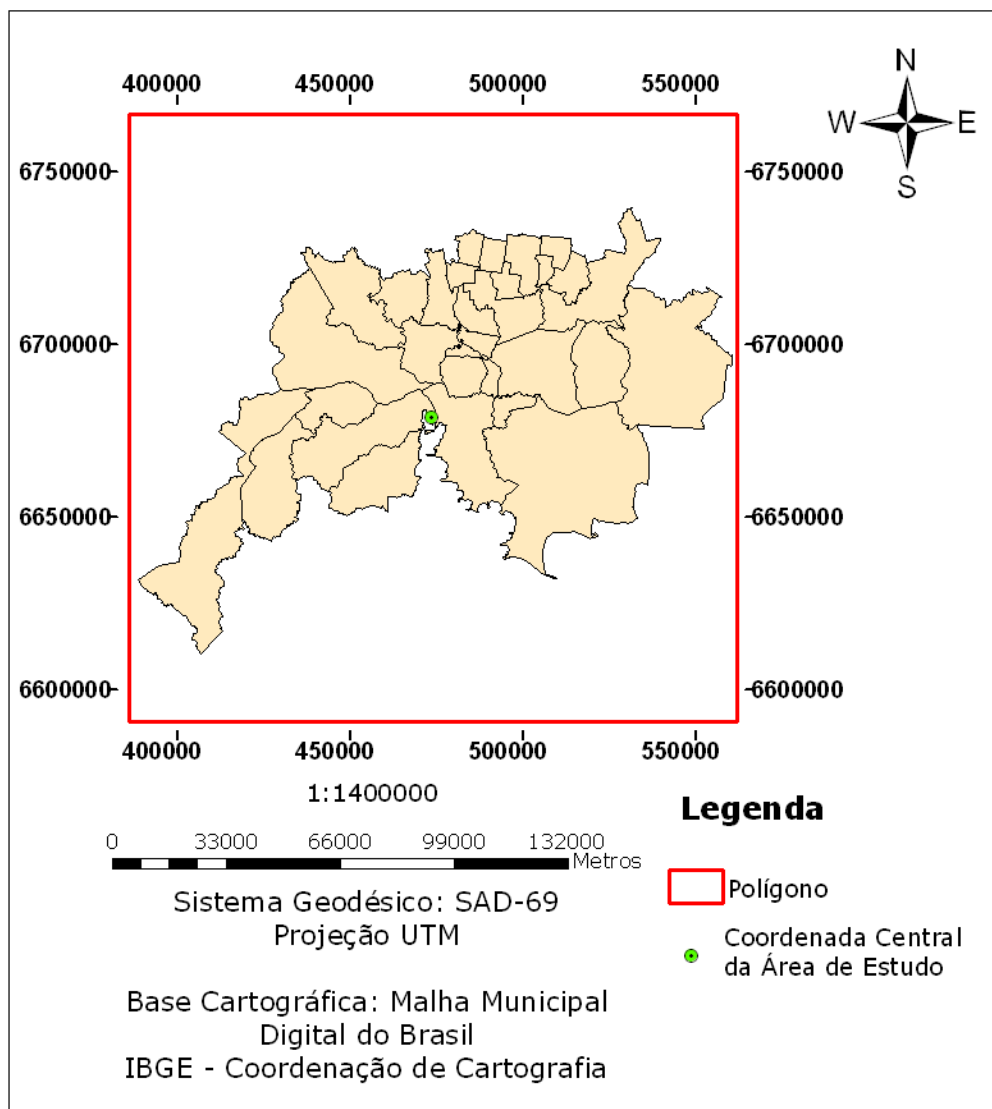 400000 450000 500000 550000
N
W E
S
6750000 6750000
6700000 6700000
6650000 6650000
6600000 6600000
400000 450000 500000 550000
1:1400000
0 33000 66000 99000 132000
Metros
Sistema Geodésico: SAD-69
Projeção UTM
Base Cartográfica: Malha Municipal
Digital do Brasil
IBGE - Coordenação de Cartografia
Legenda
Polígono
Coordenada Central
da Área de Estudo